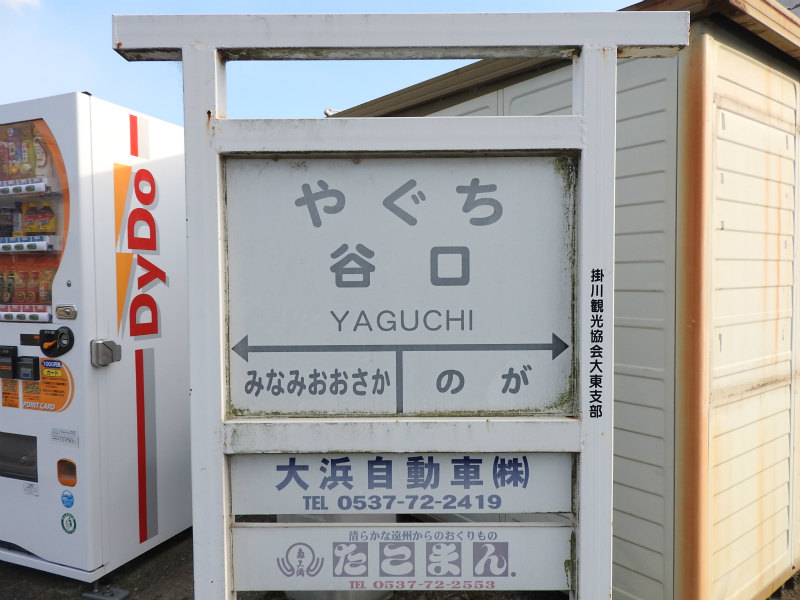 やぐち
谷口
YAGUCHI
みなみおおさか
のが
大浜自動車㈱
TEL 0537-72-2419
清らかな遠州からのおくりもの
たこまん.
TEL 0537-72-2553
掛川観光協会大東支部
DyDo
POINT CARD